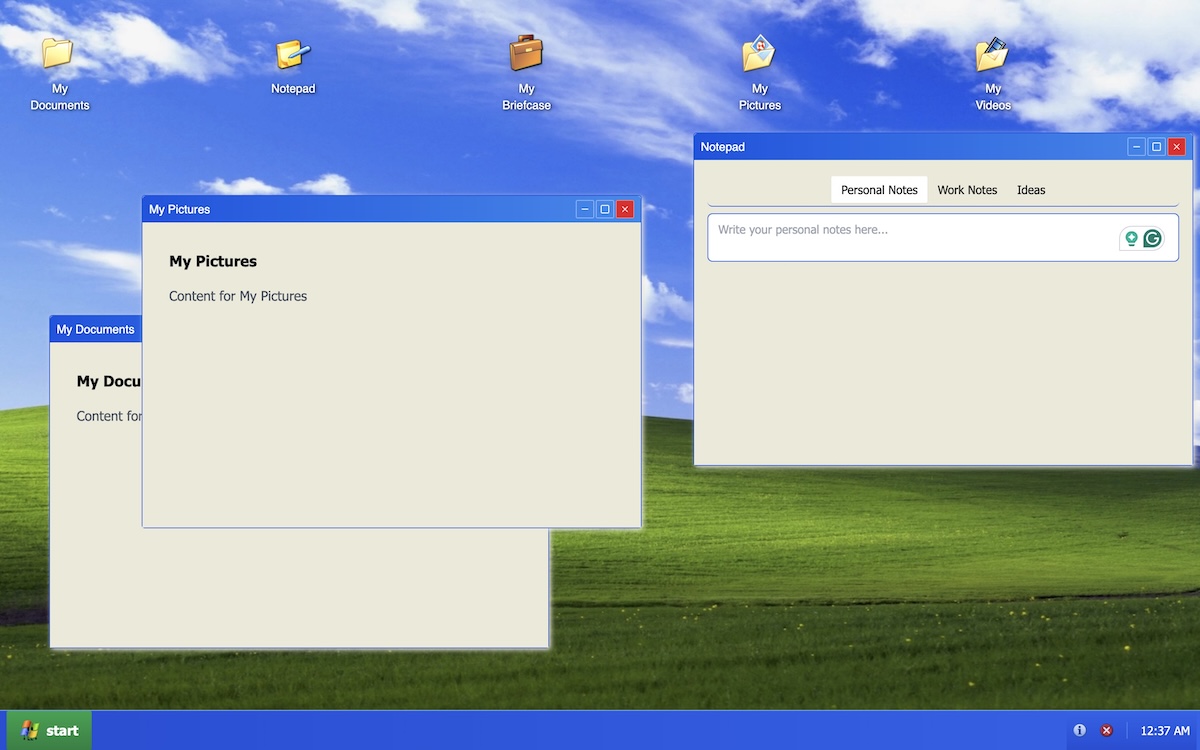 My
Documents
Notepad
My
Briefcase
My
Pictures
My
Videos
Notepad
Personal Notes
Work Notes
Ideas
Write your personal notes here...
My Pictures
My Pictures
Content for My Pictures
My Documents
My Docu
Content for
start
12:37 AM